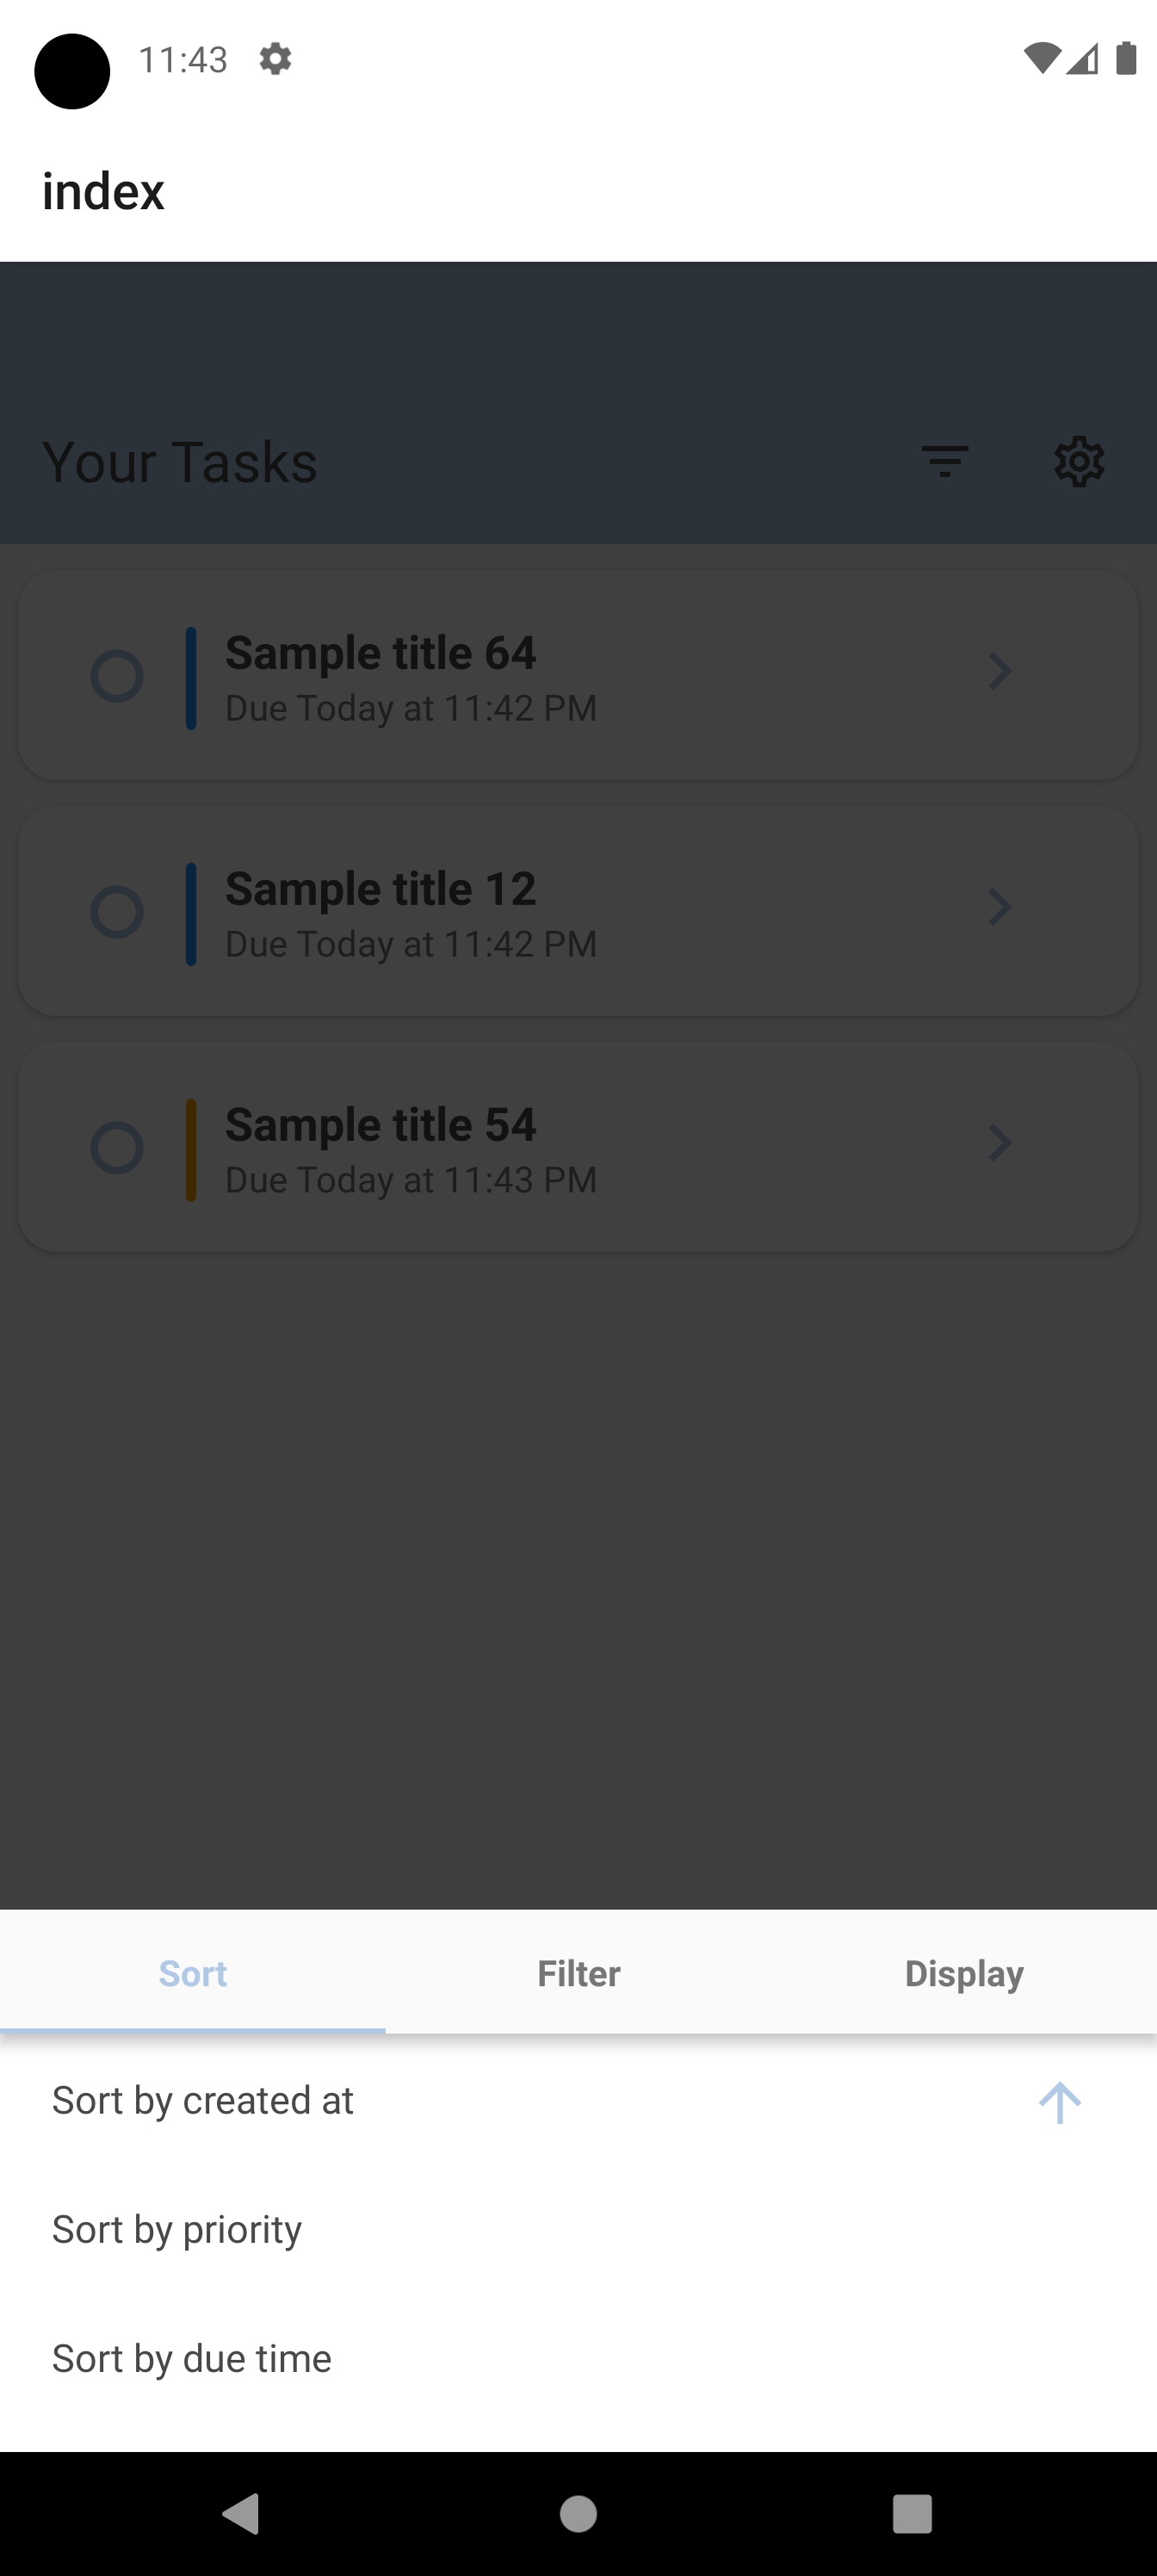 11:43
index
Your Tasks
Sample title 64
Due Today at 11:42 PM
Sample title 12
Due Today at 11:42 PM
Sample title 54
Due Today at 11:43 PM
Sort Filter Display
Sort by created at
Sort by priority
Sort by due time